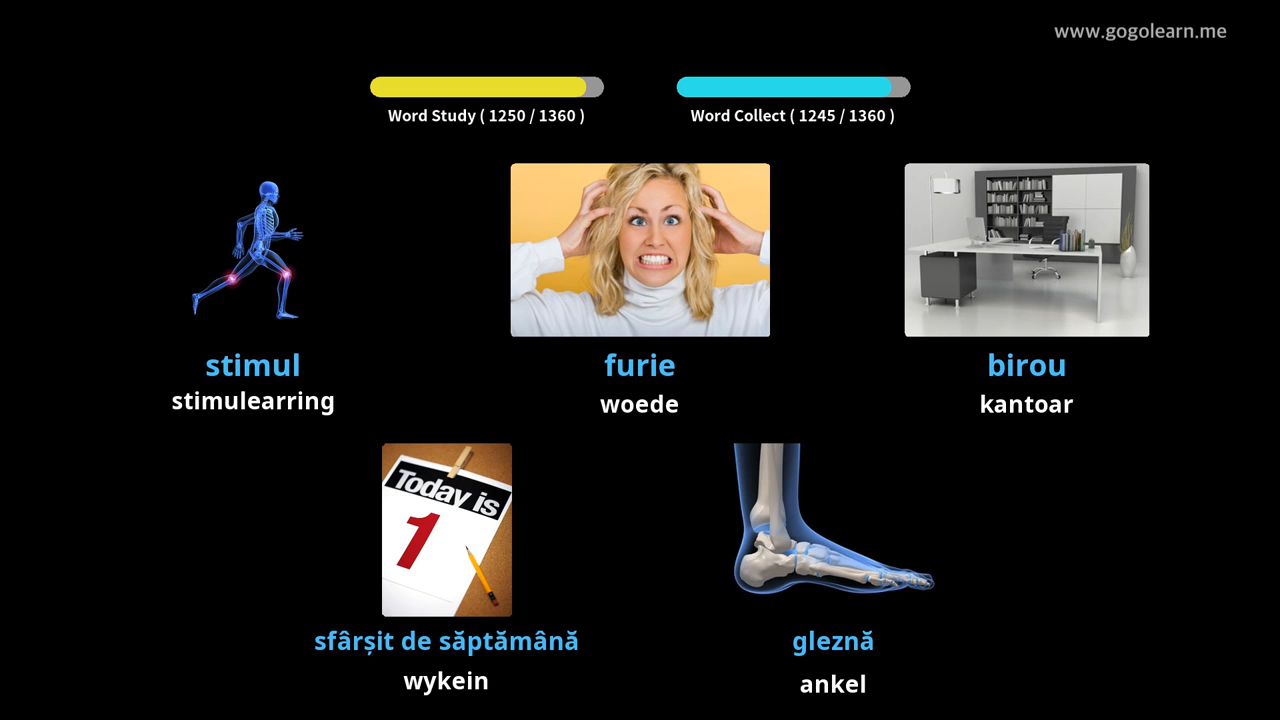 www.gogolearn.me
Word Study ( 1250 / 1360 )
Word Collect ( 1245 / 1360 )
stimul
stimulearring
furie
woede
birou
kantoar
Today is
1
sfârșit de săptămână
wykein
gleznă
ankel